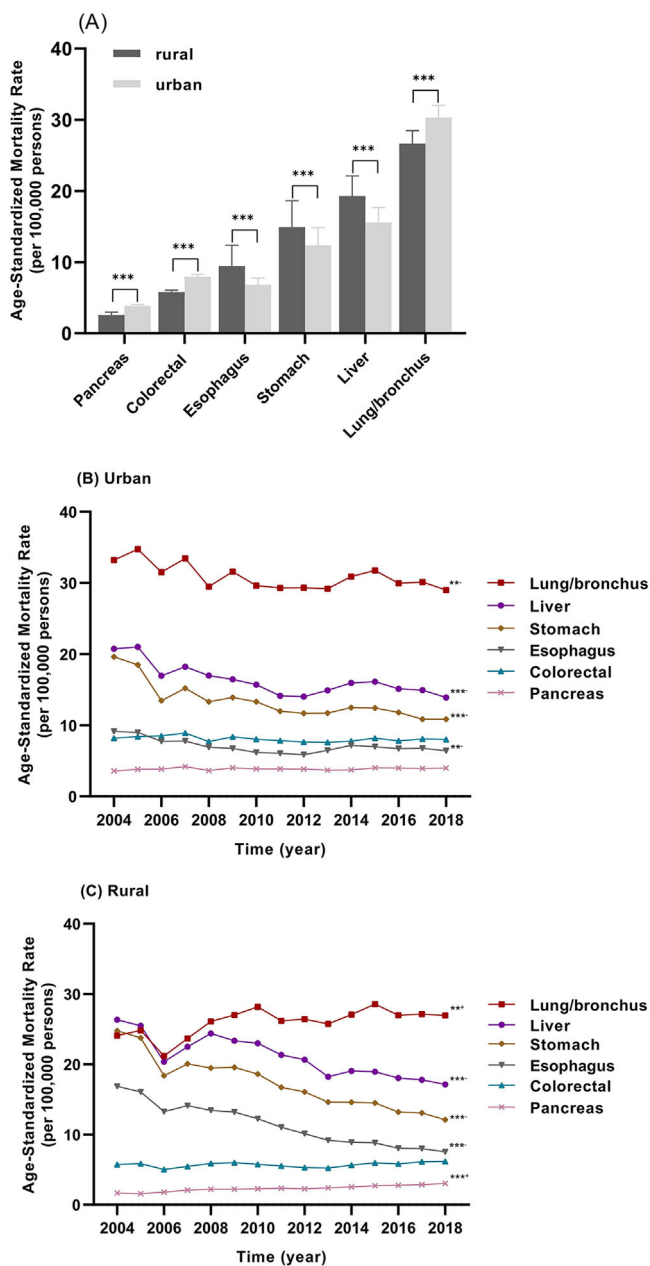 (A)
Age-Standardized Mortality Rate
(per 100,000 persons)
40
30
20
10
0
rural
urban
***
***
***
***
***
***
Pancreas
Colorectal
Esophagus
Stomach
Liver
Lung/bronchus
(B) Urban
Age-Standardized Mortality Rate
(per 100,000 persons)
40
30
20
10
0
2004 2006 2008 2010 2012 2014 2016 2018
Time (year)
**-
***-
***-
**-
Lung/bronchus
Liver
Stomach
Esophagus
Colorectal
Pancreas
(C) Rural
Age-Standardized Mortality Rate
(per 100,000 persons)
40
30
20
10
0
2004 2006 2008 2010 2012 2014 2016 2018
Time (year)
**+
***-
***-
***-
***+
Lung/bronchus
Liver
Stomach
Esophagus
Colorectal
Pancreas